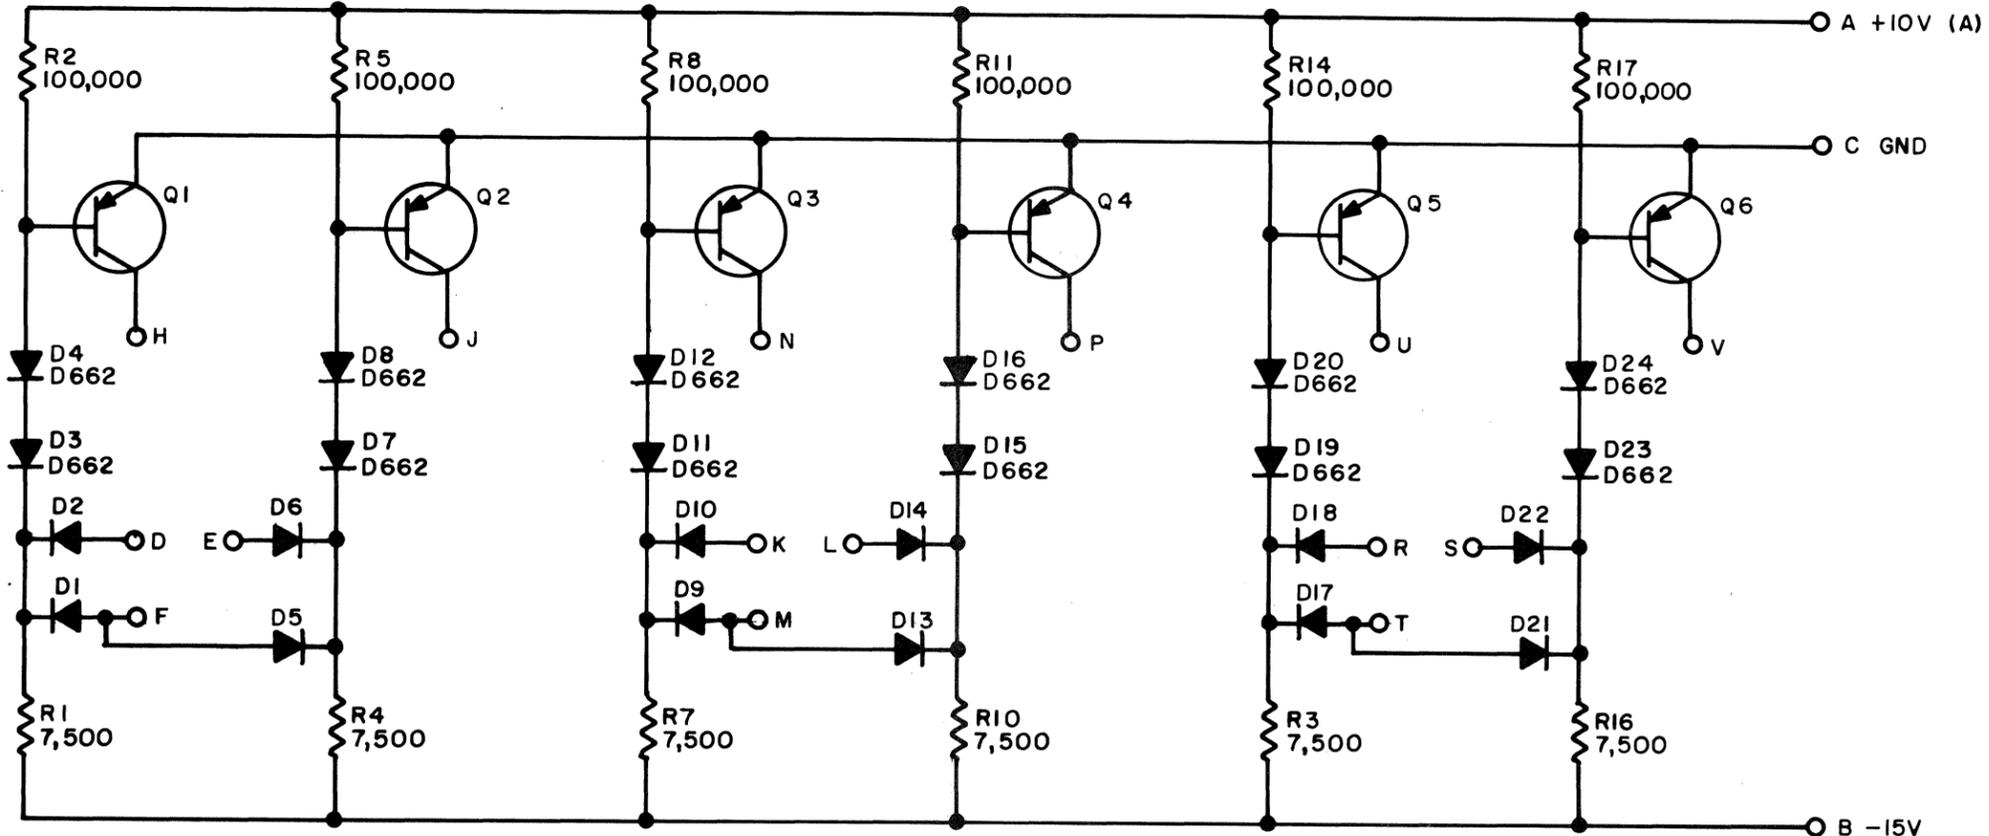 A +10V (A)
R2
100,000
R5
100,000
R8
100,000
R11
100,000
R14
100,000
R17
100,000
C GND
Q1
Q2
Q3
Q4
Q5
Q6
H
J
N
P
U
V
D4
D662
D8
D662
D12
D662
D16
D662
D20
D662
D24
D662
D3
D662
D7
D662
D11
D662
D15
D662
D19
D662
D23
D662
D2
D
E
D6
D10
K
L
D14
D18
R
S
D22
D1
F
D5
D9
M
D13
D17
T
D21
R1
7,500
R4
7,500
R7
7,500
R10
7,500
R3
7,500
R16
7,500
B -15V